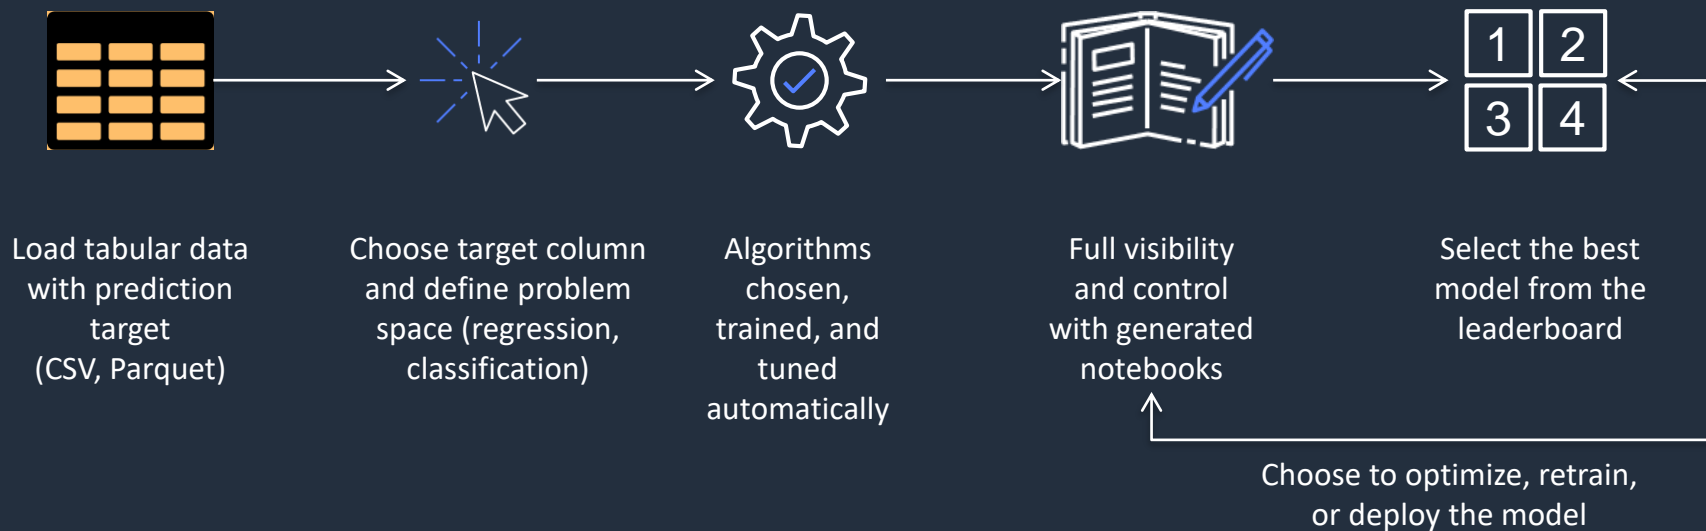 1 2
3 4
Load tabular data
with prediction
target
(CSV, Parquet)
Choose target column
and define problem
space (regression,
classification)
Algorithms
chosen,
trained, and
tuned
automatically
Full visibility
and control
with generated
notebooks
Select the best
model from the
leaderboard
Choose to optimize, retrain,
or deploy the model